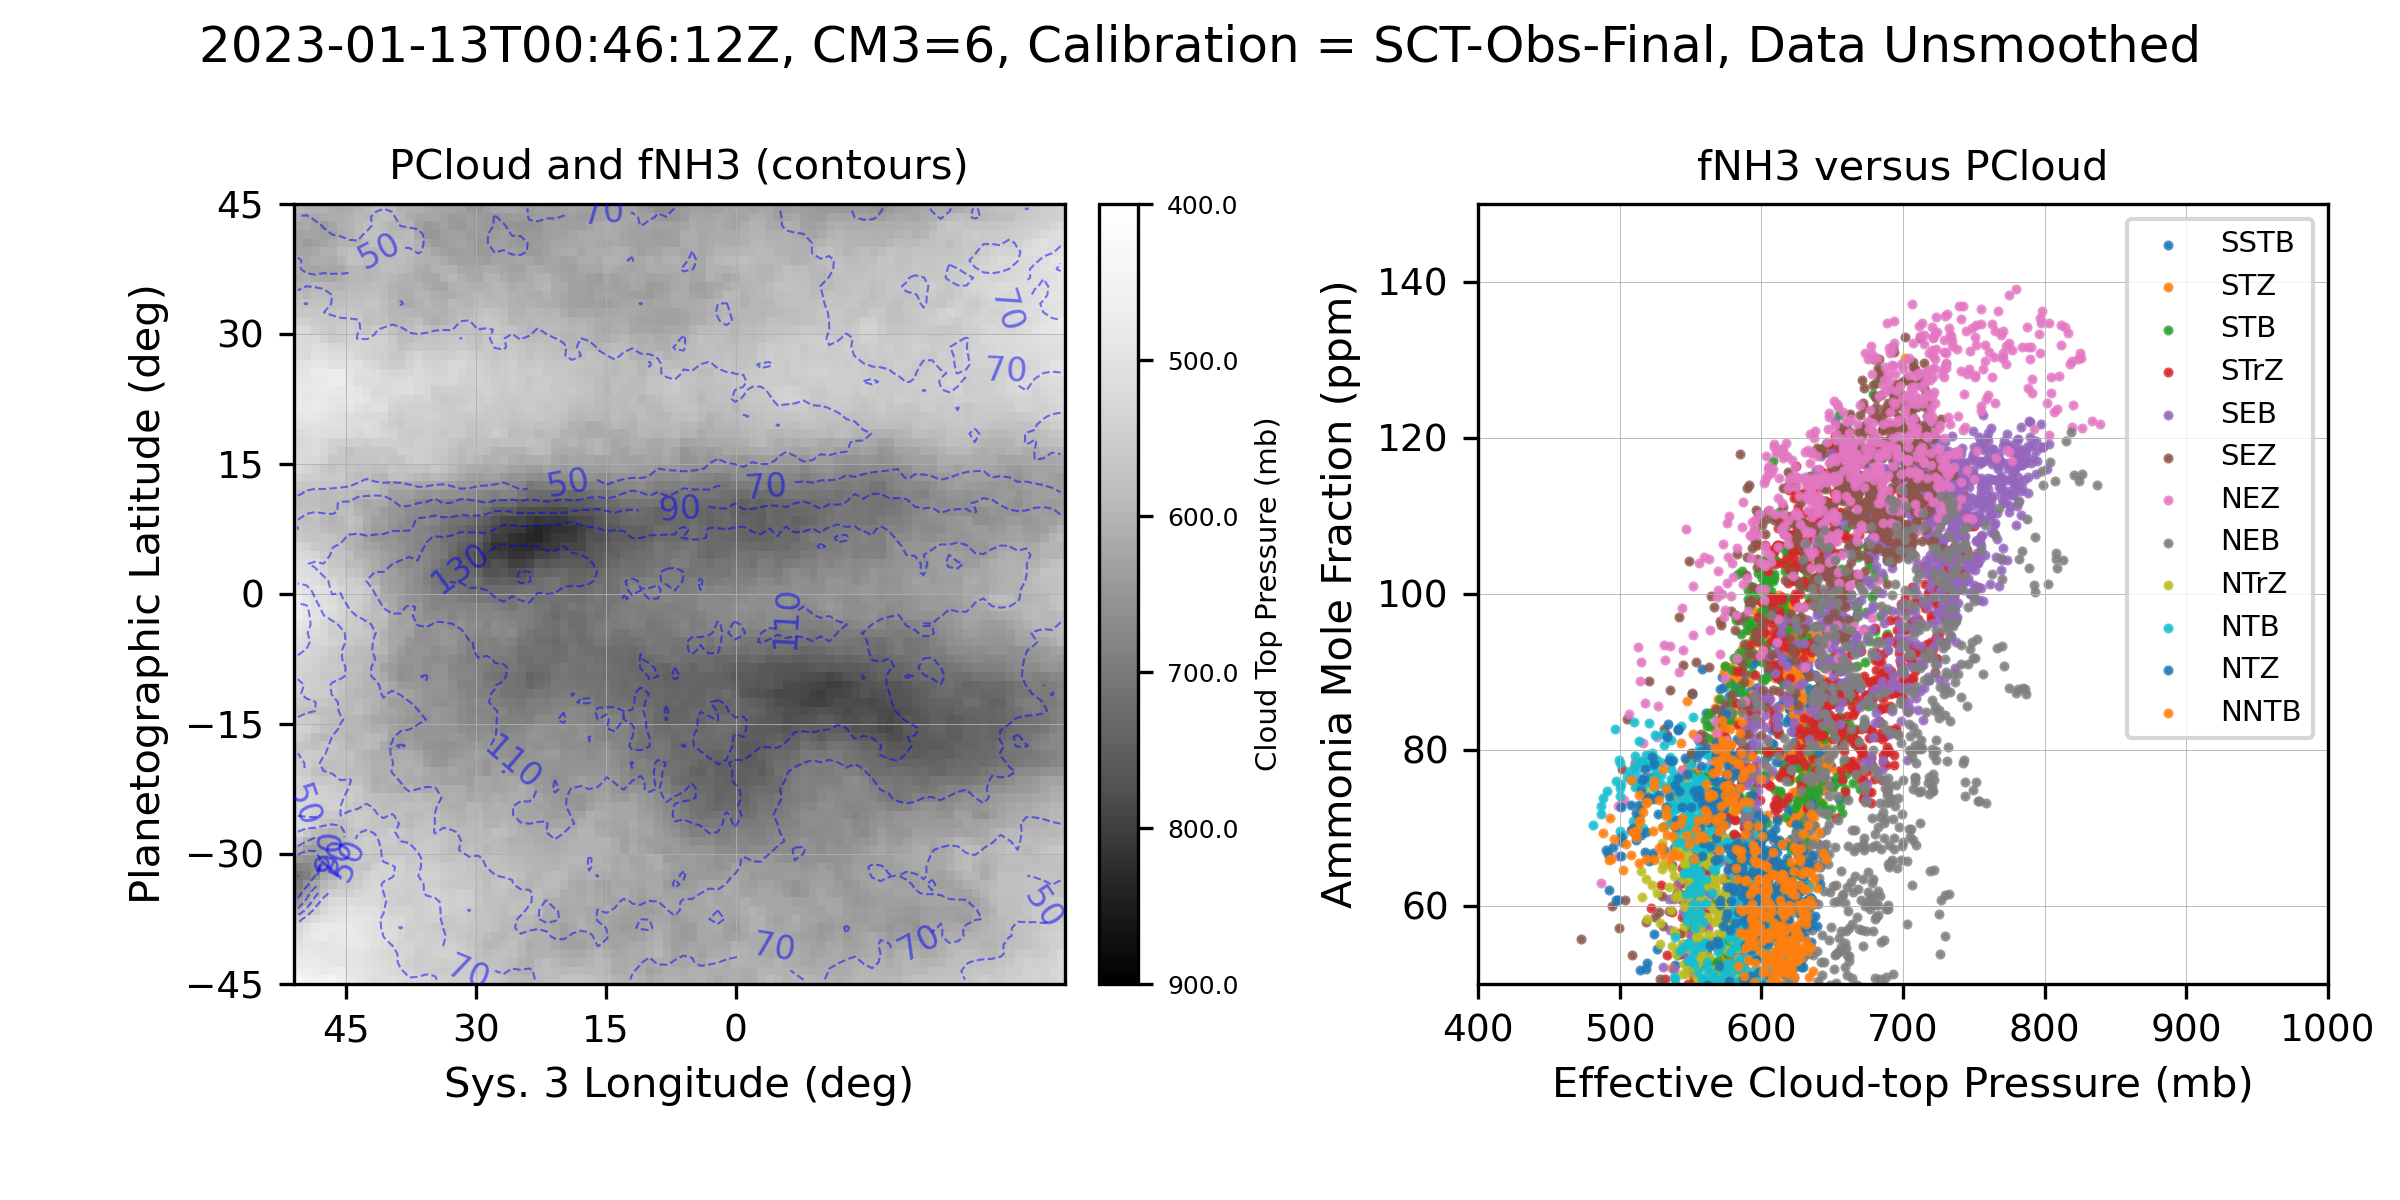 2023-01-13T00:46:12Z, CM3=6, Calibration = SCT-Obs-Final, Data Unsmoothed
PCloud and fNH3 (contours)
Planetographic Latitude (deg)
45
30
15
0
−15
−30
−45
45
30
15
0
Sys. 3 Longitude (deg)
70
50
70
70
50
70
90
130
110
110
50
90
50
50
70
70
70
400.0
500.0
600.0
700.0
800.0
900.0
Cloud Top Pressure (mb)
fNH3 versus PCloud
Ammonia Mole Fraction (ppm)
140
120
100
80
60
400
500
600
700
800
900
1000
Effective Cloud-top Pressure (mb)
SSTB
STZ
STB
STrZ
SEB
SEZ
NEZ
NEB
NTrZ
NTB
NTZ
NNTB